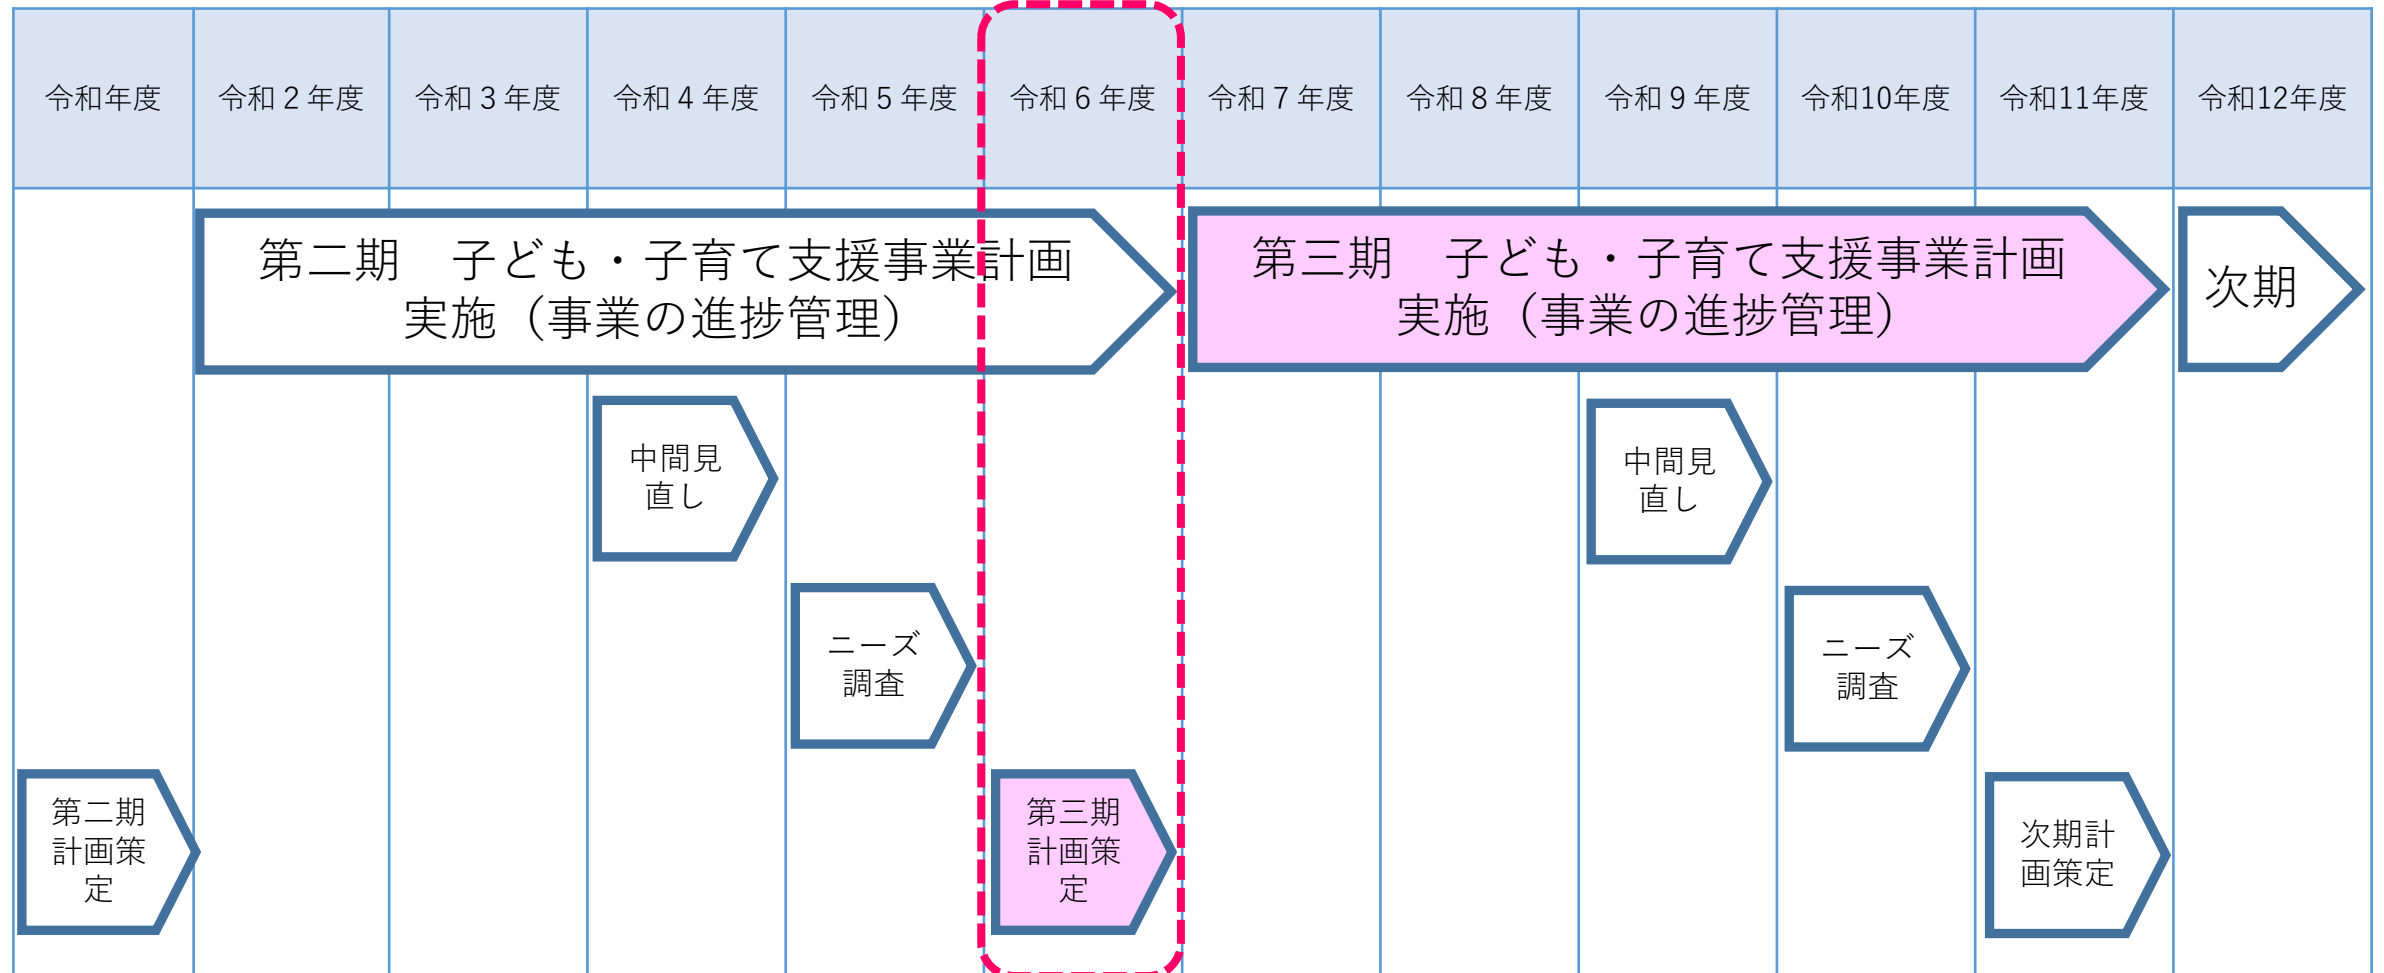 令和年度
令和２年度
令和３年度
令和４年度
令和５年度
令和６年度
令和７年度
令和８年度
令和９年度
令和10年度
令和11年度
令和12年度
第二期　子ども・子育て支援事業計画
実施（事業の進捗管理）
第三期　子ども・子育て支援事業計画
実施（事業の進捗管理）
次期
中間見
直し
中間見
直し
ニーズ
調査
ニーズ
調査
第二期
計画策
定
第三期
計画策
定
次期計
画策定